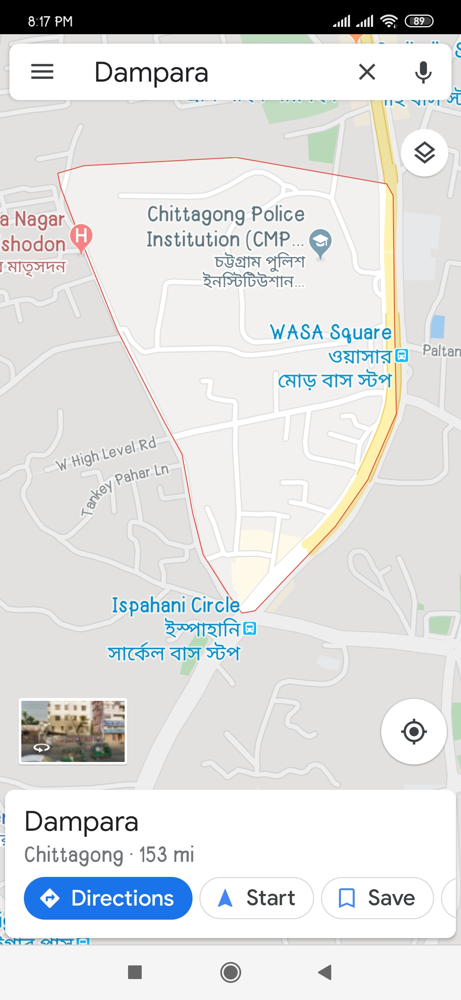 8:17 PM
89
Dampara
Chittagong Police
Institution (CMP...
চট্টগ্রাম পুলিশ
ইনস্টিটিউশান...
a Nagar
shodon
মাতৃসদন
H
WASA Square
ওয়াসার
মোড় বাস স্টপ
Paltan
W High Level Rd
Tankey Pahar Ln
Ispahani Circle
ইস্পাহানি
সার্কেল বাস স্টপ
Dampara
Chittagong · 153 mi
Directions
Start
Save